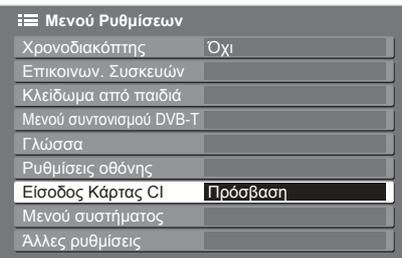 Μενού Ρυθμίσεων
Χρονοδιακόπτης Όχι
Επικοινων. Συσκευών
Κλείδωμα από παιδιά
Μενού συντονισμού DVB-T
Γλώσσα
Ρυθμίσεις οθόνης
Είσοδος Κάρτας CI Πρόσβαση
Μενού συστήματος
Άλλες ρυθμίσεις